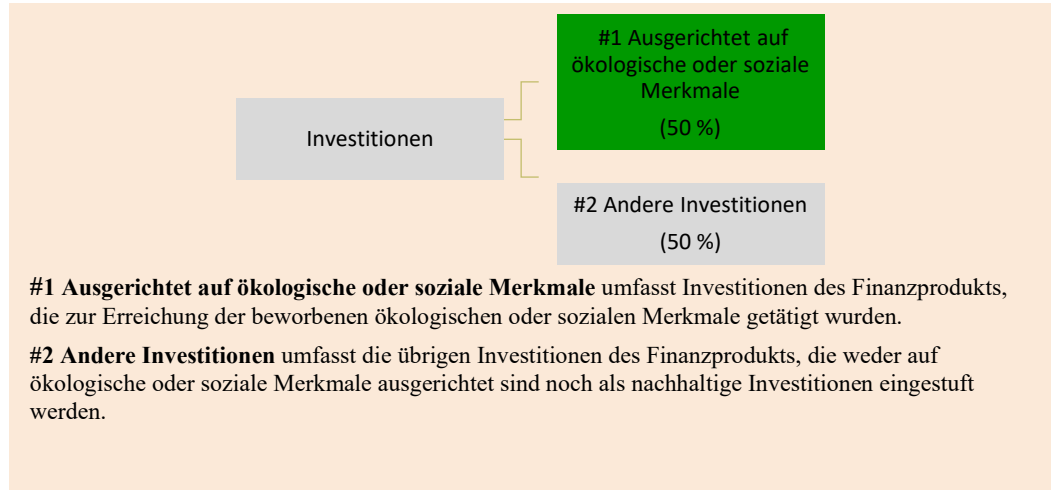 #1 Ausgerichtet auf
ökologische oder soziale
Merkmale
(50 %)
Investitionen
#2 Andere Investitionen
(50 %)
#1 Ausgerichtet auf ökologische oder soziale Merkmale umfasst Investitionen des Finanzprodukts,
die zur Erreichung der beworbenen ökologischen oder sozialen Merkmale getätigt wurden.
#2 Andere Investitionen umfasst die übrigen Investitionen des Finanzprodukts, die weder auf
ökologische oder soziale Merkmale ausgerichtet sind noch als nachhaltige Investitionen eingestuft
werden.